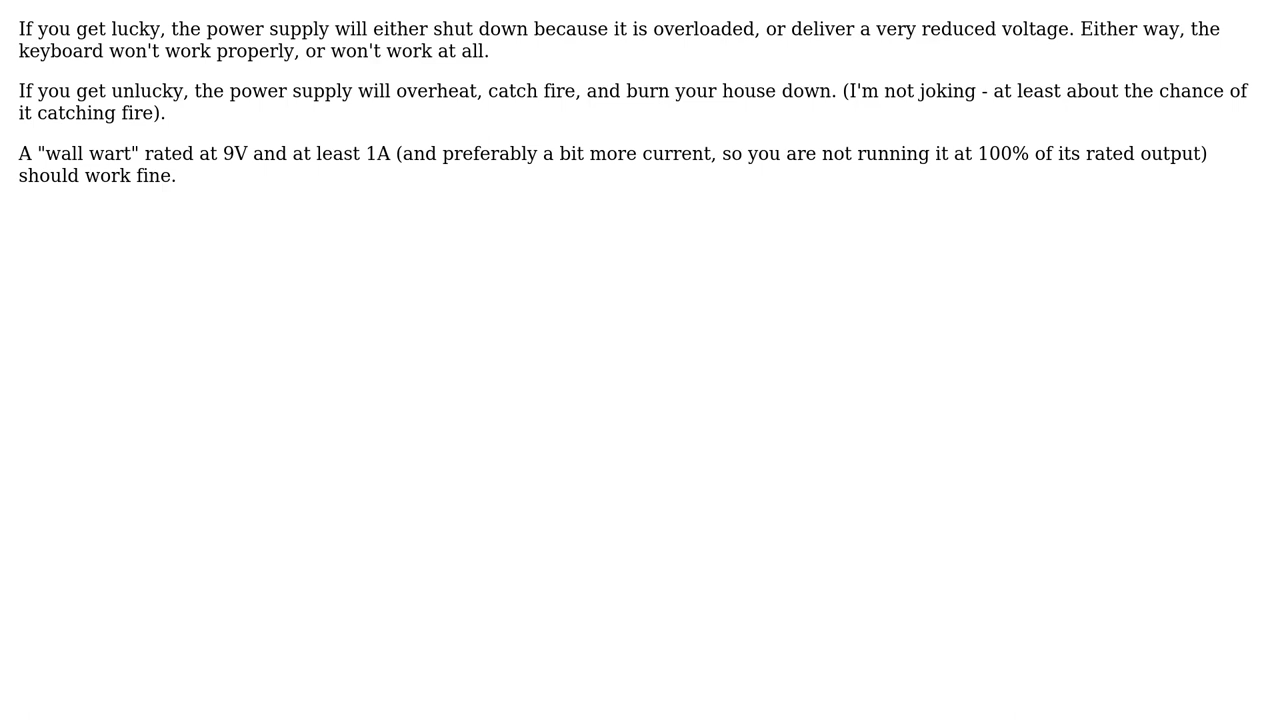 If you get lucky, the power supply will either shut down because it is overloaded, or deliver a very reduced voltage. Either way, the
keyboard won't work properly, or won't work at all.
If you get unlucky, the power supply will overheat, catch fire, and burn your house down. (I'm not joking - at least about the chance of
it catching fire).
A "wall wart" rated at 9V and at least 1A (and preferably a bit more current, so you are not running it at 100% of its rated output)
should work fine.